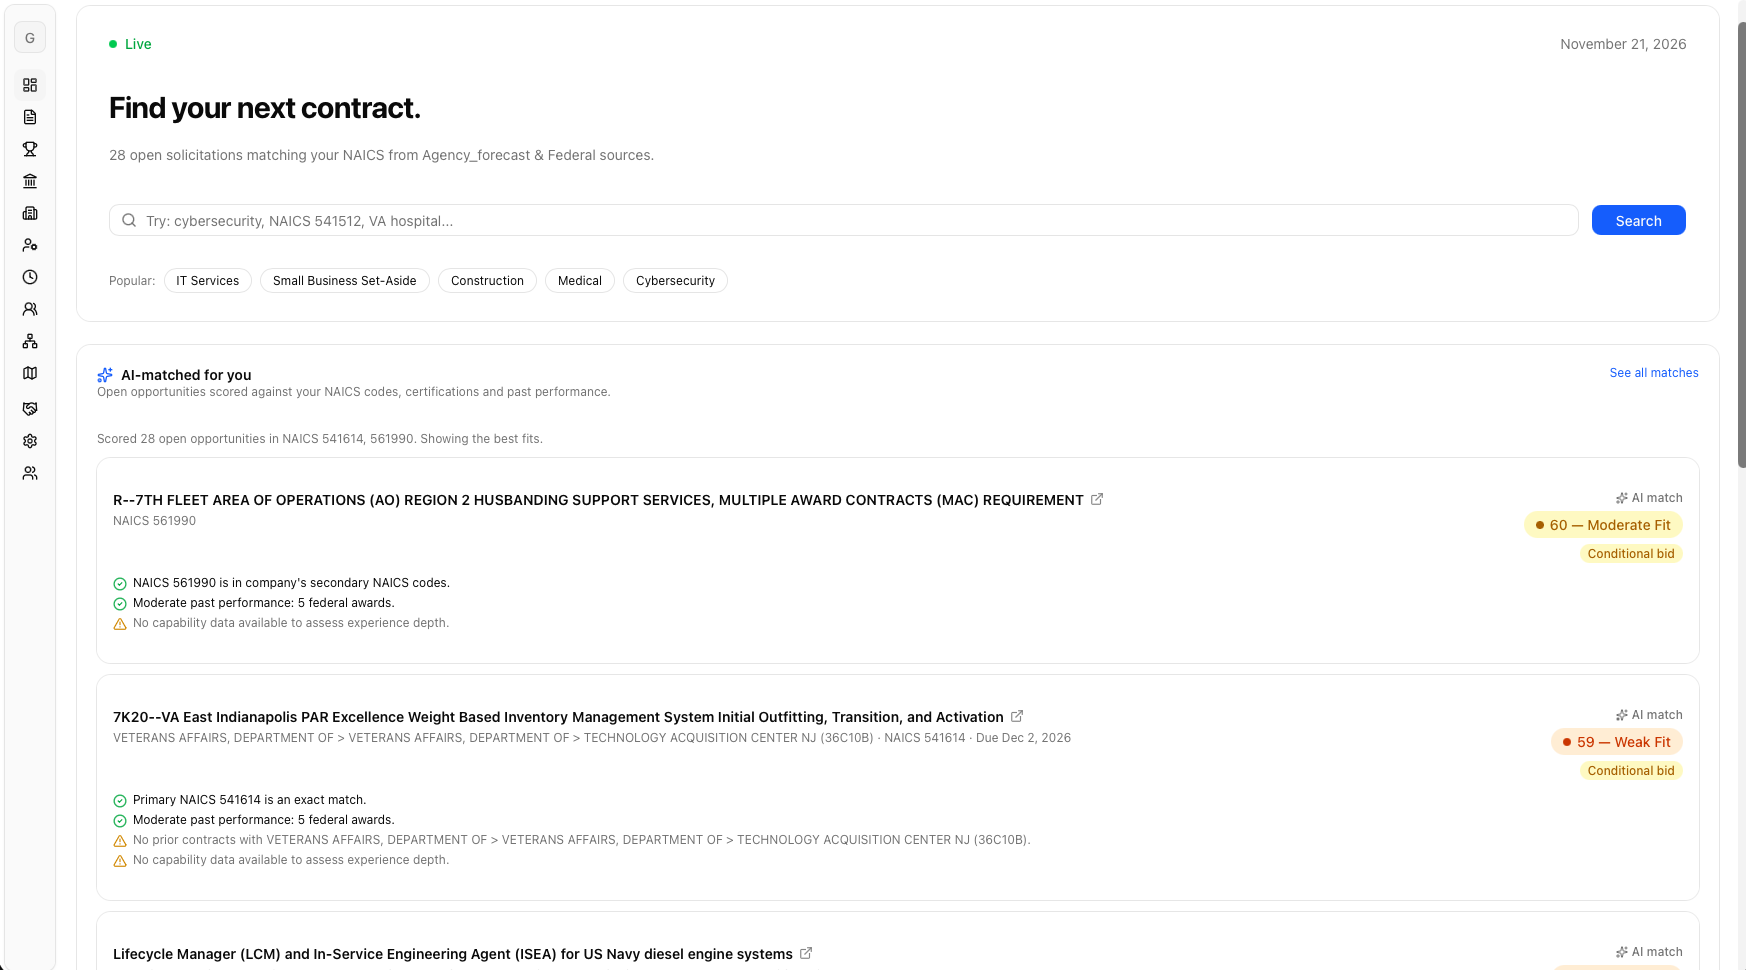 G
Live
November 21, 2026
Find your next contract.
28 open solicitations matching your NAICS from Agency_forecast & Federal sources.
Try: cybersecurity, NAICS 541512, VA hospital...
Search
Popular: IT Services Small Business Set-Aside Construction Medical Cybersecurity
AI-matched for you
See all matches
Open opportunities scored against your NAICS codes, certifications and past performance.
Scored 28 open opportunities in NAICS 541614, 561990. Showing the best fits.
R--7TH FLEET AREA OF OPERATIONS (AO) REGION 2 HUSBANDING SUPPORT SERVICES, MULTIPLE AWARD CONTRACTS (MAC) REQUIREMENT
AI match
NAICS 561990
60 — Moderate Fit
Conditional bid
NAICS 561990 is in company's secondary NAICS codes.
Moderate past performance: 5 federal awards.
No capability data available to assess experience depth.
7K20--VA East Indianapolis PAR Excellence Weight Based Inventory Management System Initial Outfitting, Transition, and Activation
AI match
VETERANS AFFAIRS, DEPARTMENT OF > VETERANS AFFAIRS, DEPARTMENT OF > TECHNOLOGY ACQUISITION CENTER NJ (36C10B) · NAICS 541614 · Due Dec 2, 2026
59 — Weak Fit
Conditional bid
Primary NAICS 541614 is an exact match.
Moderate past performance: 5 federal awards.
No prior contracts with VETERANS AFFAIRS, DEPARTMENT OF > VETERANS AFFAIRS, DEPARTMENT OF > TECHNOLOGY ACQUISITION CENTER NJ (36C10B).
No capability data available to assess experience depth.
Lifecycle Manager (LCM) and In-Service Engineering Agent (ISEA) for US Navy diesel engine systems
AI match